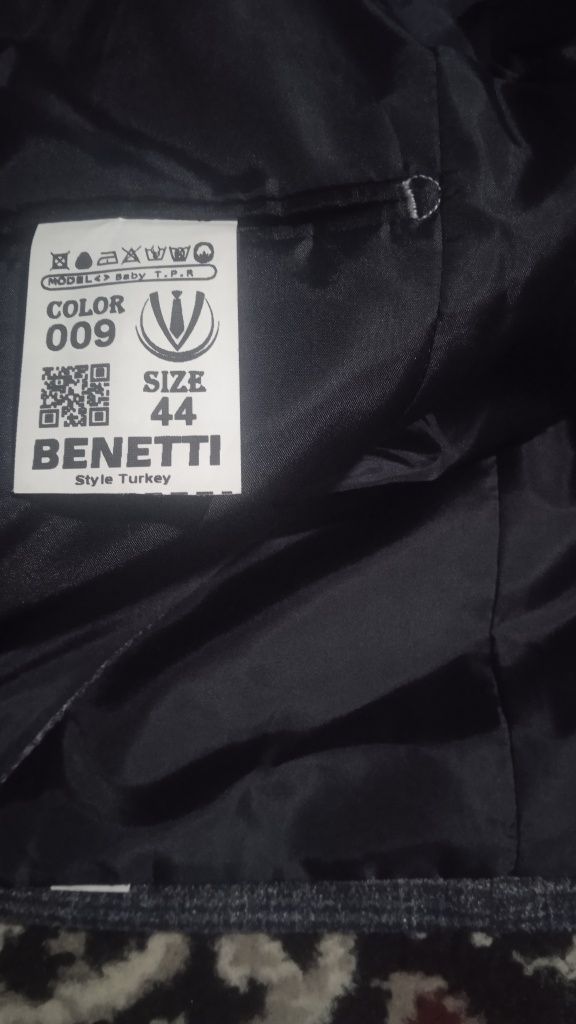 MODEL<> Baby T.P.R
COLOR
009
SIZE
44
BENETTI
Style Turkey